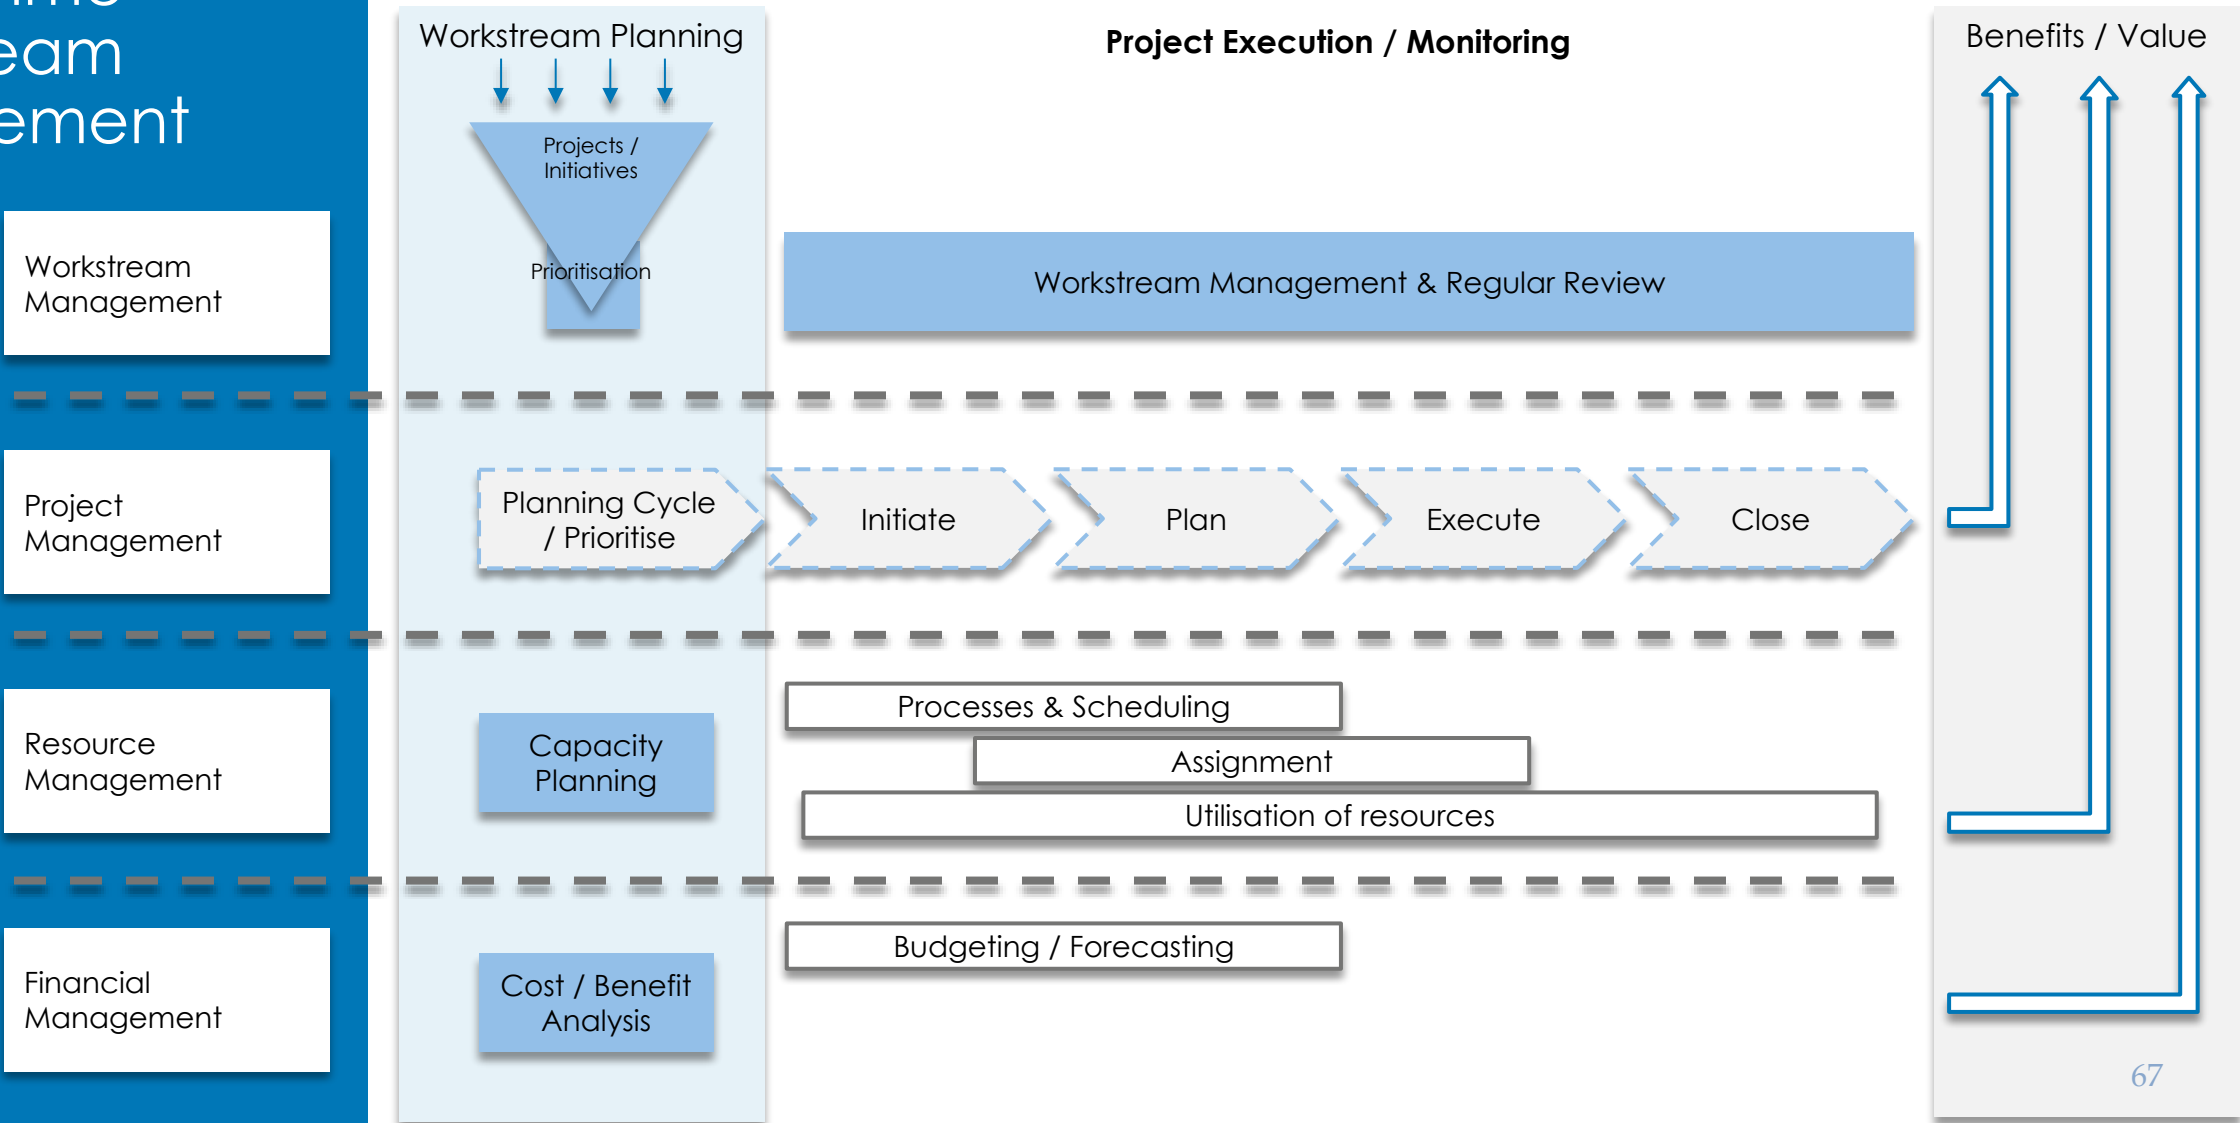 Workstream Planning
Project Execution / Monitoring
Benefits / Value
Projects /
Initiatives
Prioritisation
Workstream
Management
Workstream Management & Regular Review
Project
Management
Planning Cycle
/ Prioritise
Initiate
Plan
Execute
Close
Resource
Management
Capacity
Planning
Processes & Scheduling
Assignment
Utilisation of resources
Financial
Management
Cost / Benefit
Analysis
Budgeting / Forecasting
67